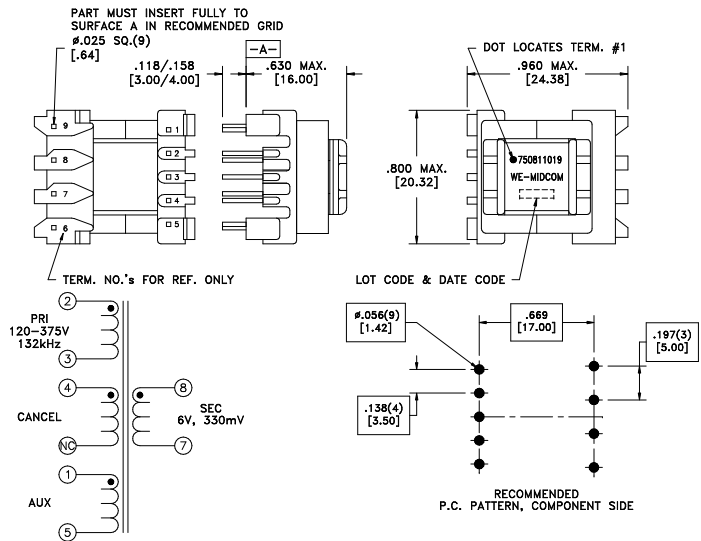 PART MUST INSERT FULLY TO
SURFACE A IN RECOMMENDED GRID
ø.025 SQ.(9)
[.64]
.118/.158
[3.00/4.00]
-A-
.630 MAX.
[16.00]
DOT LOCATES TERM. #1
.960 MAX.
[24.38]
9
8
7
6
1
2
3
4
5
.800 MAX.
[20.32]
750811019
WE-MIDCOM
TERM. NO.'s FOR REF. ONLY
LOT CODE & DATE CODE
2
PRI
120-375V
132kHz
3
4
CANCEL
NC
1
AUX
5
8
SEC
6V, 330mV
7
ø.056(9)
[1.42]
.669
[17.00]
.197(3)
[5.00]
.138(4)
[3.50]
RECOMMENDED
P.C. PATTERN, COMPONENT SIDE